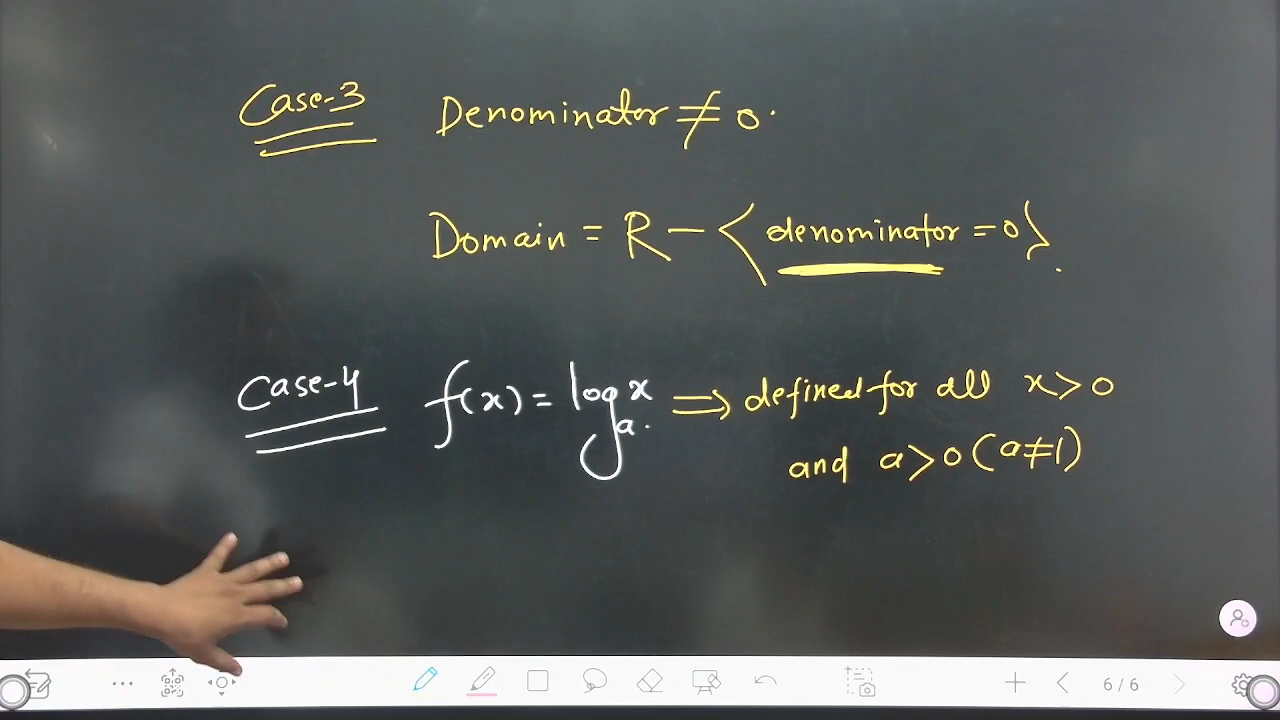 Case-3 Denominator ≠ 0.
Domain = R - {denominator = 0}.
Case-4 f(x) = logₐx ⇒ defined for all x > 0
and a > 0 (a ≠ 1)
6/6